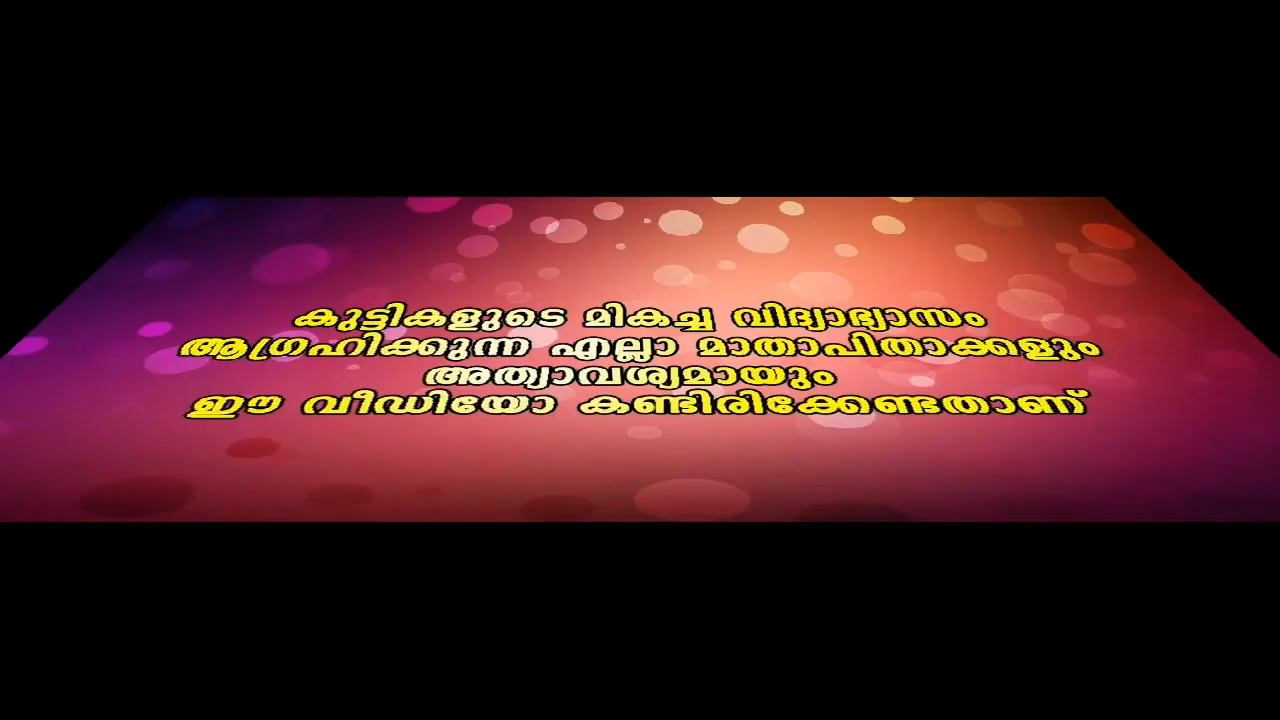 കുട്ടികളുടെ മികച്ച വിദ്യാഭ്യാസം
ആഗ്രഹിക്കുന്ന എല്ലാ മാതാപിതാക്കളും
അത്യാവശ്യമായും
ഈ വീഡിയോ കണ്ടിരിക്കേണ്ടതാണ്